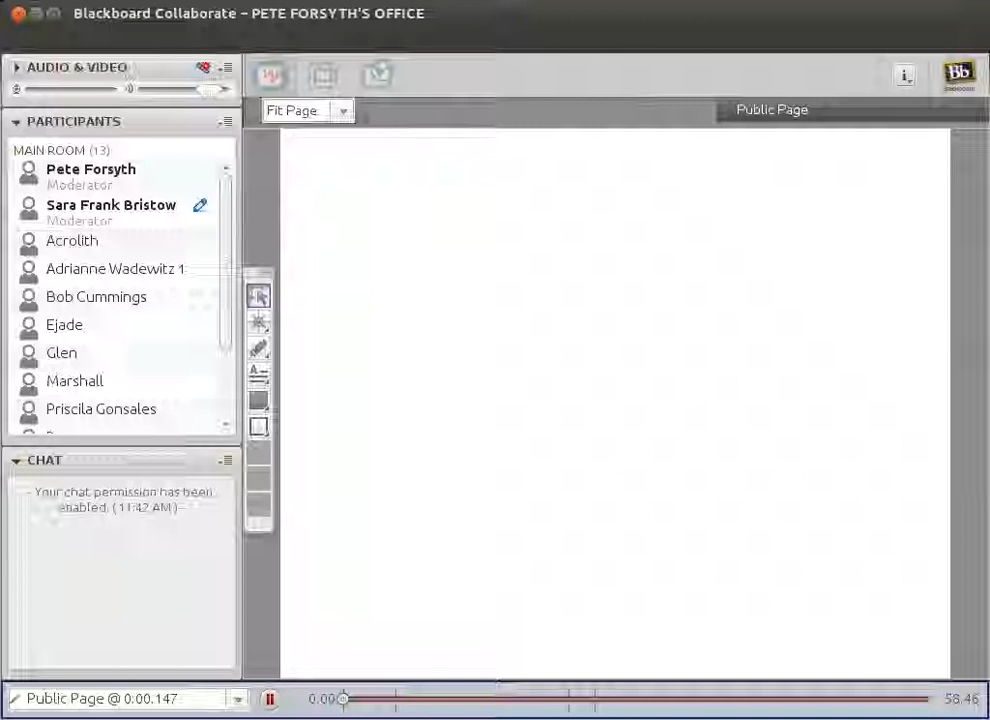 Blackboard Collaborate – PETE FORSYTH'S OFFICE
AUDIO & VIDEO
Fit Page
Public Page
PARTICIPANTS
MAIN ROOM (13)
Pete Forsyth
Moderator
Sara Frank Bristow
Moderator
Acrolith
Adrianne Wadewitz 1
Bob Cummings
Ejade
Glen
Marshall
Priscila Gonsales
CHAT
- Your chat permission has been
enabled. ( 11:42 AM ) -
Public Page @ 0:00.147
0.00
58.46
i
Bb
A